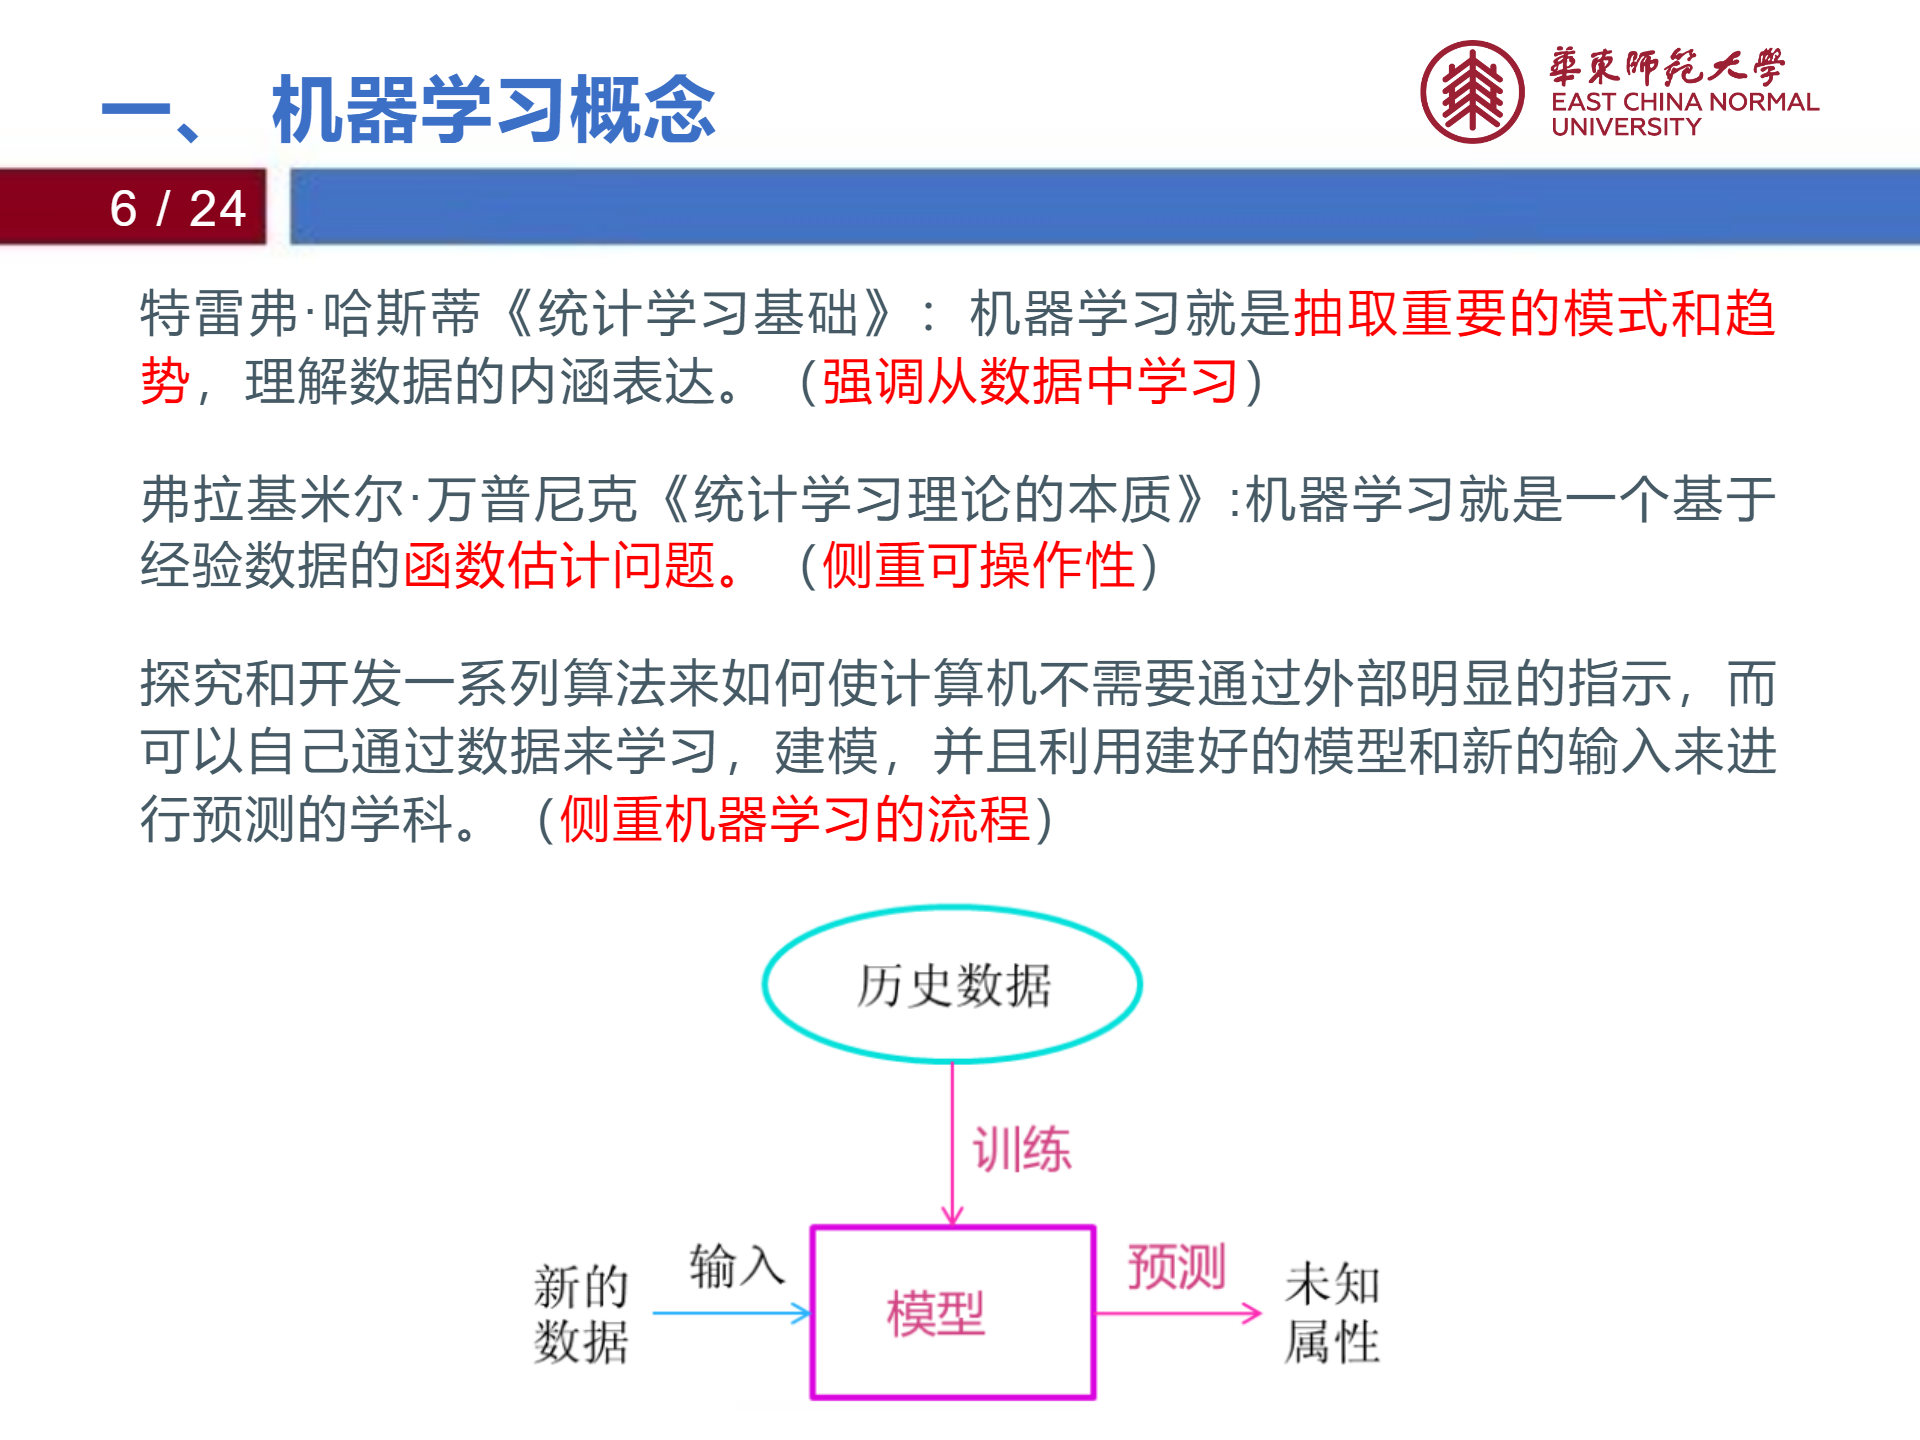 一、 机器学习概念
華東师范大學
EAST CHINA NORMAL
UNIVERSITY
6 / 24
特雷弗·哈斯蒂《统计学习基础》：机器学习就是抽取重要的模式和趋
势，理解数据的内涵表达。（强调从数据中学习）
弗拉基米尔·万普尼克《统计学习理论的本质》:机器学习就是一个基于
经验数据的函数估计问题。（侧重可操作性）
探究和开发一系列算法来如何使计算机不需要通过外部明显的指示，而
可以自己通过数据来学习，建模，并且利用建好的模型和新的输入来进
行预测的学科。（侧重机器学习的流程）
历史数据
训练
新的
数据
输入
模型
预测
未知
属性